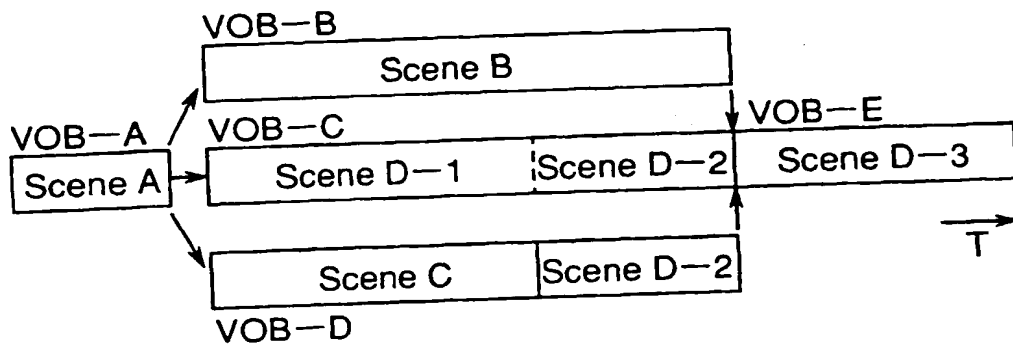 VOB—B
Scene B
VOB—A
VOB—C
VOB—E
Scene A
Scene D—1
Scene D—2
Scene D—3
Scene C
Scene D—2
T
VOB—D